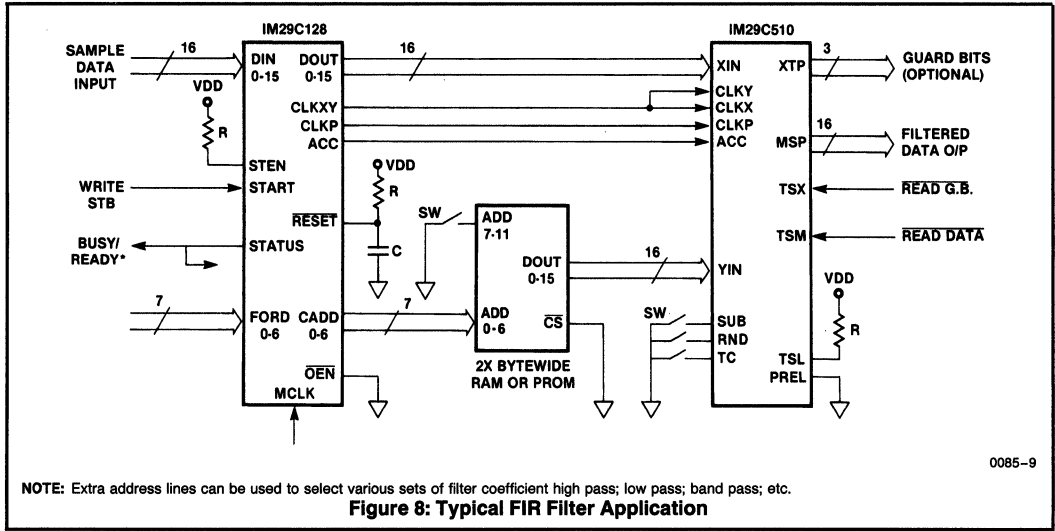 IM29C128
IM29C510
SAMPLE
DATA
INPUT
16
DIN
0-15
DOUT
0-15
16
XIN
XTP
3
GUARD BITS
(OPTIONAL)
VDD
R
CLKXY
CLKP
ACC
CLKY
CLKX
CLKP
ACC
MSP
16
FILTERED
DATA O/P
STEN
WRITE
STB
START
VDD
R
TSX
READ G.B.
RESET
C
SW
ADD
7-11
BUSY/
READY*
STATUS
TSM
READ DATA
DOUT
0-15
16
YIN
VDD
R
7
FORD
0-6
CADD
0-6
7
ADD
0-6
CS
SW
SUB
RND
TC
TSL
PREL
OEN
MCLK
2X BYTEWIDE
RAM OR PROM
0085-9
NOTE: Extra address lines can be used to select various sets of filter coefficient high pass; low pass; band pass; etc.
Figure 8: Typical FIR Filter Application